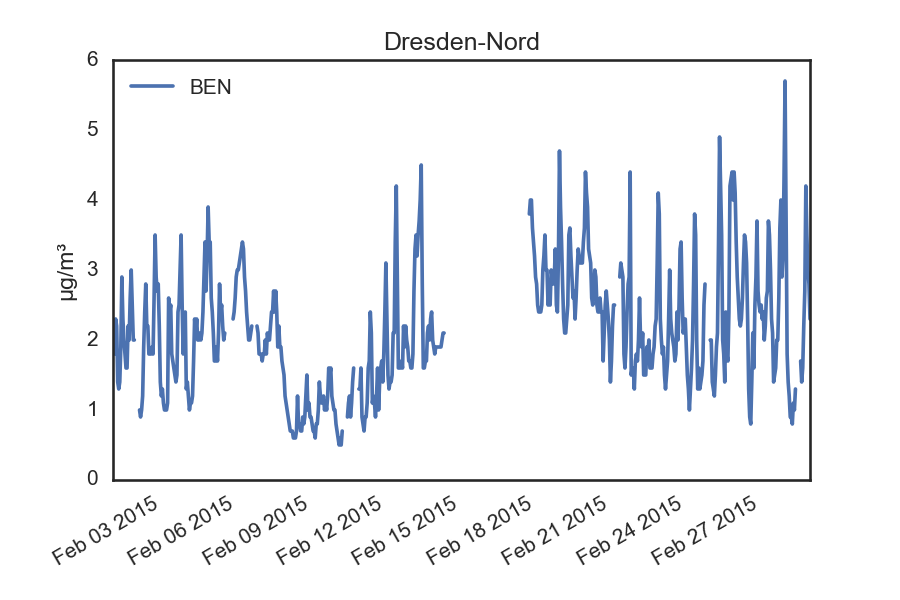 Dresden-Nord
BEN
µg/m³
6
5
4
3
2
1
0
Feb 03 2015
Feb 06 2015
Feb 09 2015
Feb 12 2015
Feb 15 2015
Feb 18 2015
Feb 21 2015
Feb 24 2015
Feb 27 2015